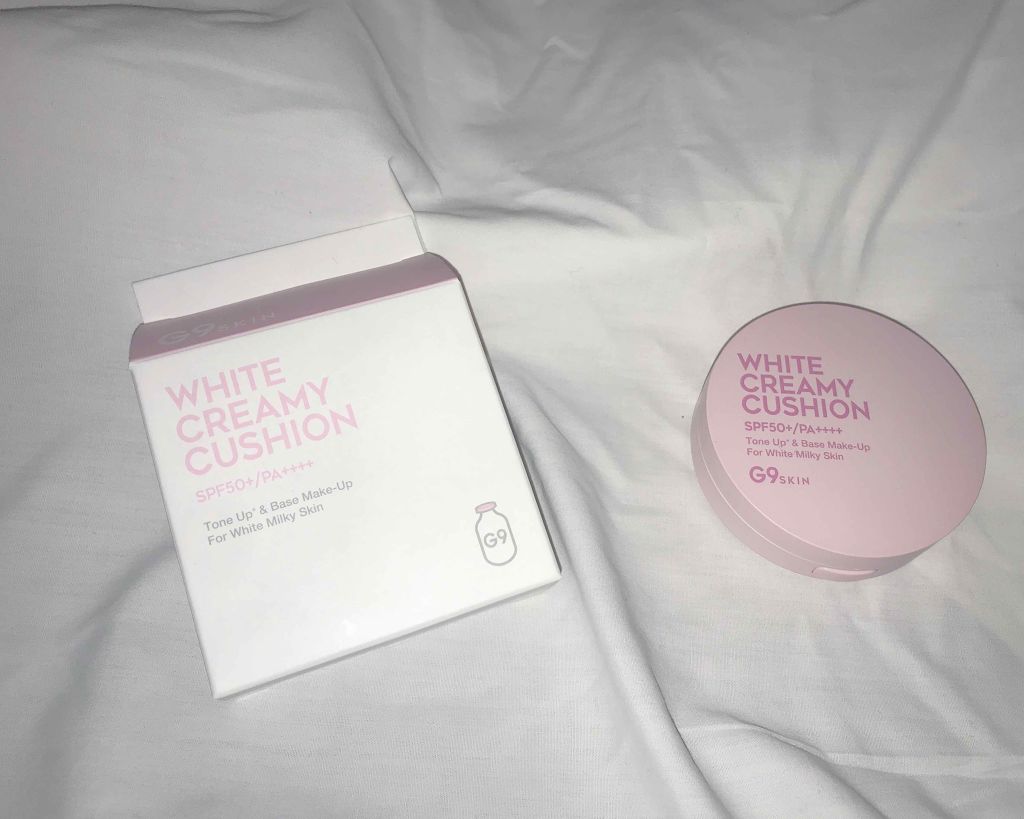 G9SKIN
WHITE
CREAMY
CUSHION
SPF50+/PA++++
Tone Up* & Base Make-Up
For White Milky Skin
G9
WHITE
CREAMY
CUSHION
SPF50+/PA++++
Tone Up* & Base Make-Up
For White Milky Skin
G9SKIN